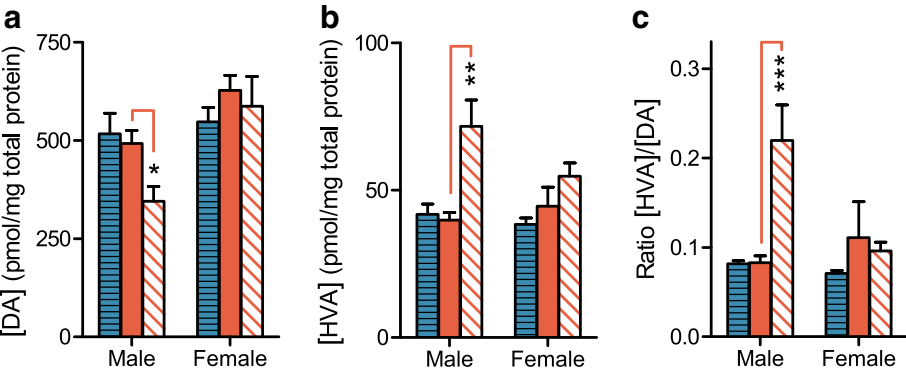 a
[DA] (pmol/mg total protein)
750
500
250
0
*
Male
Female
b
[HVA] (pmol/mg total protein)
100
50
0
**
Male
Female
c
Ratio [HVA]/[DA]
0.3
0.2
0.1
0.0
***
Male
Female